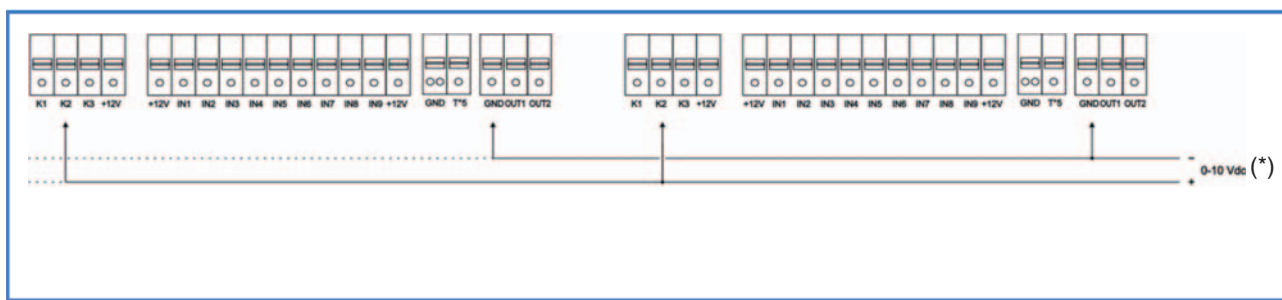 K1 K2 K3 +12V +12V IN1 IN2 IN3 IN4 IN5 IN6 IN7 IN8 IN9 +12V GND T*5 GND OUT1 OUT2 K1 K2 K3 +12V +12V IN1 IN2 IN3 IN4 IN5 IN6 IN7 IN8 IN9 +12V GND T*5 GND OUT1 OUT2
-
0-10 Vdc (*)
+